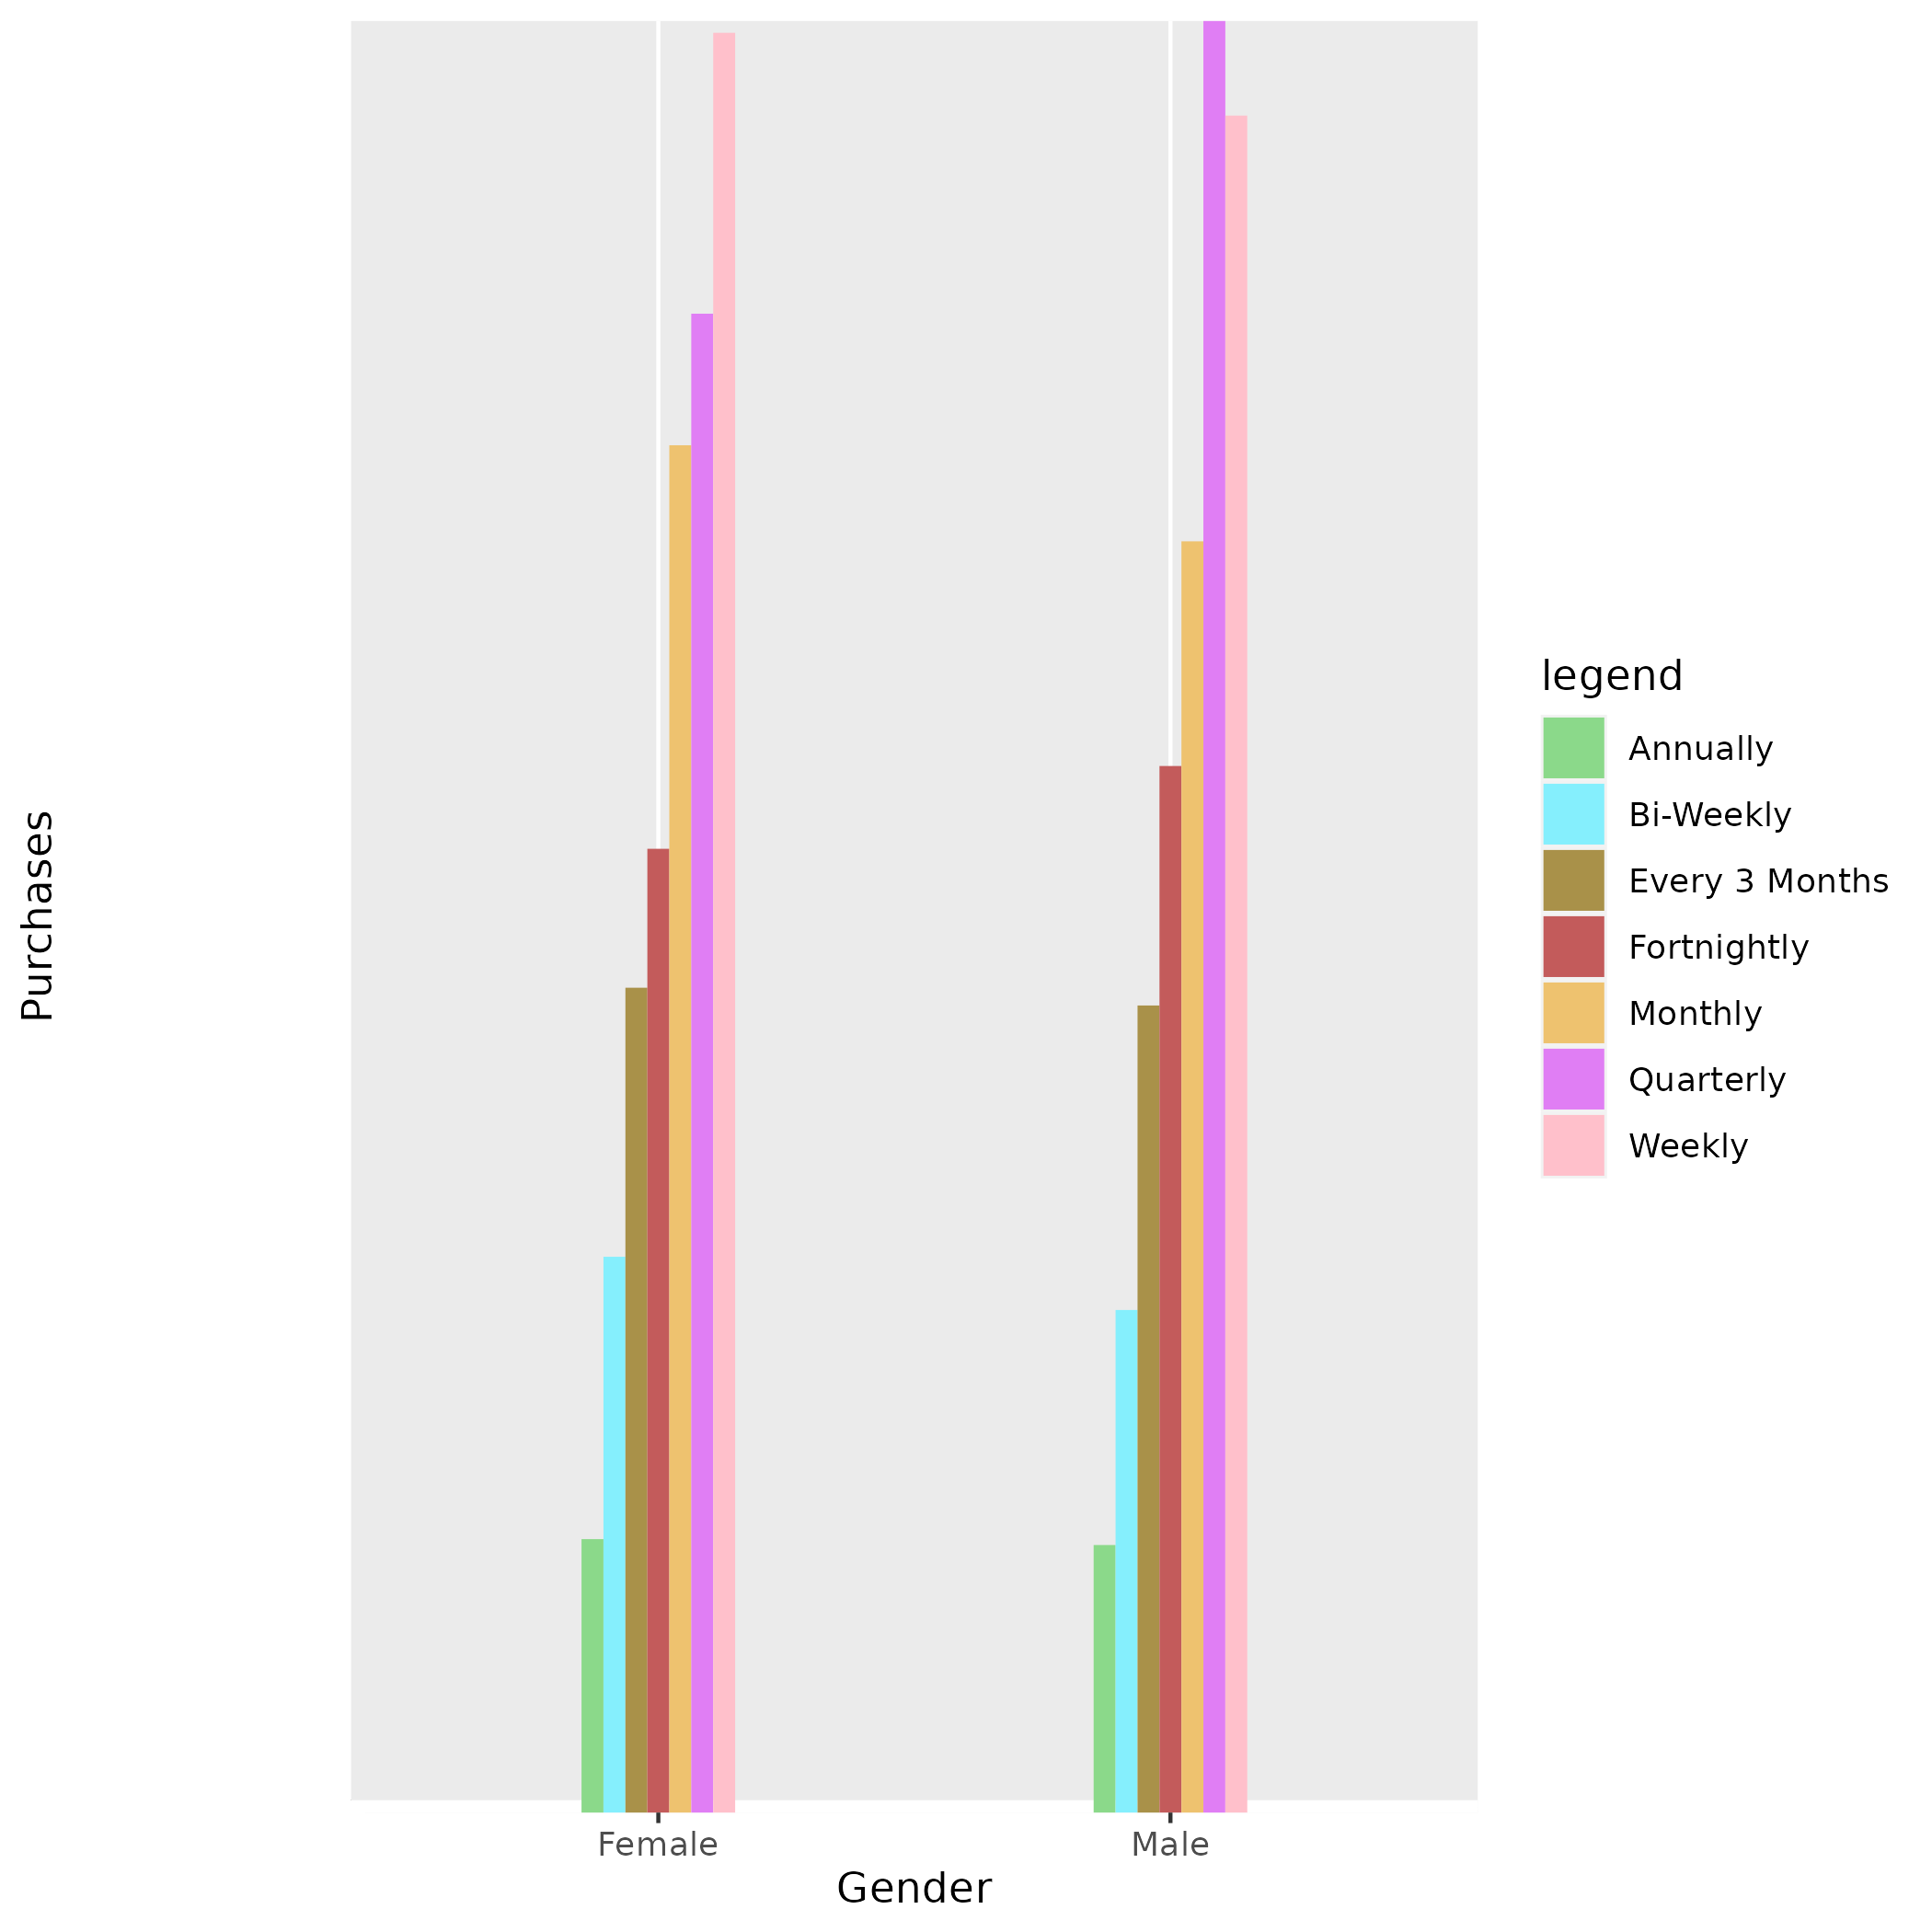 Purchases
Female
Male
Gender
legend
Annually
Bi-Weekly
Every 3 Months
Fortnightly
Monthly
Quarterly
Weekly